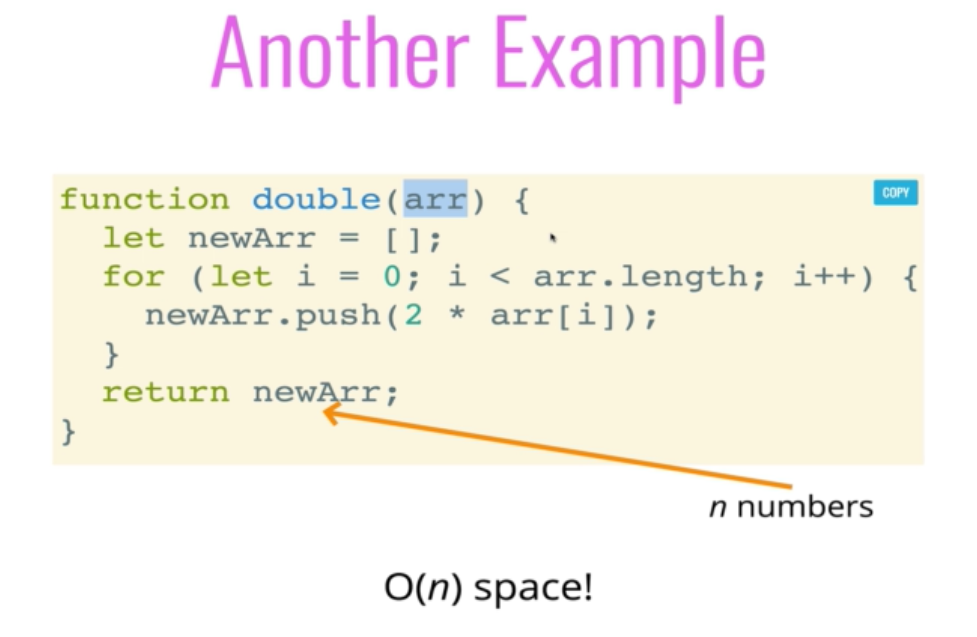 Another Example
function double(arr) {
COPY
  let newArr = [];
  for (let i = 0; i < arr.length; i++) {
    newArr.push(2 * arr[i]);
  }
  return newArr;
}
n numbers
O(n) space!